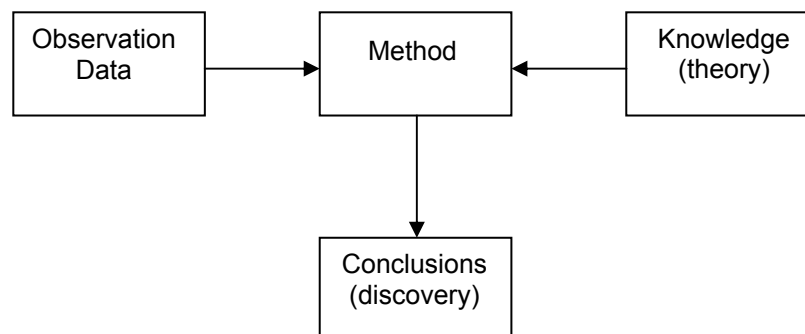 Observation
Data
Method
Knowledge
(theory)
Conclusions
(discovery)